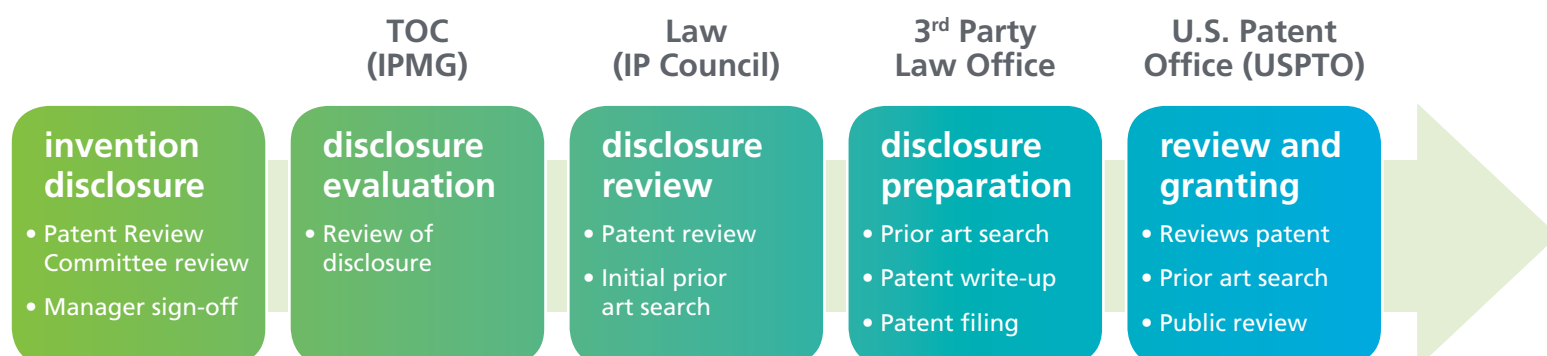 TOC
(IPMG)
Law
(IP Council)
3rd Party
Law Office
U.S. Patent
Office (USPTO)
invention
disclosure
• Patent Review
Committee review
• Manager sign-off
disclosure
evaluation
• Review of
disclosure
disclosure
review
• Patent review
• Initial prior
art search
disclosure
preparation
• Prior art search
• Patent write-up
• Patent filing
review and
granting
• Reviews patent
• Prior art search
• Public review